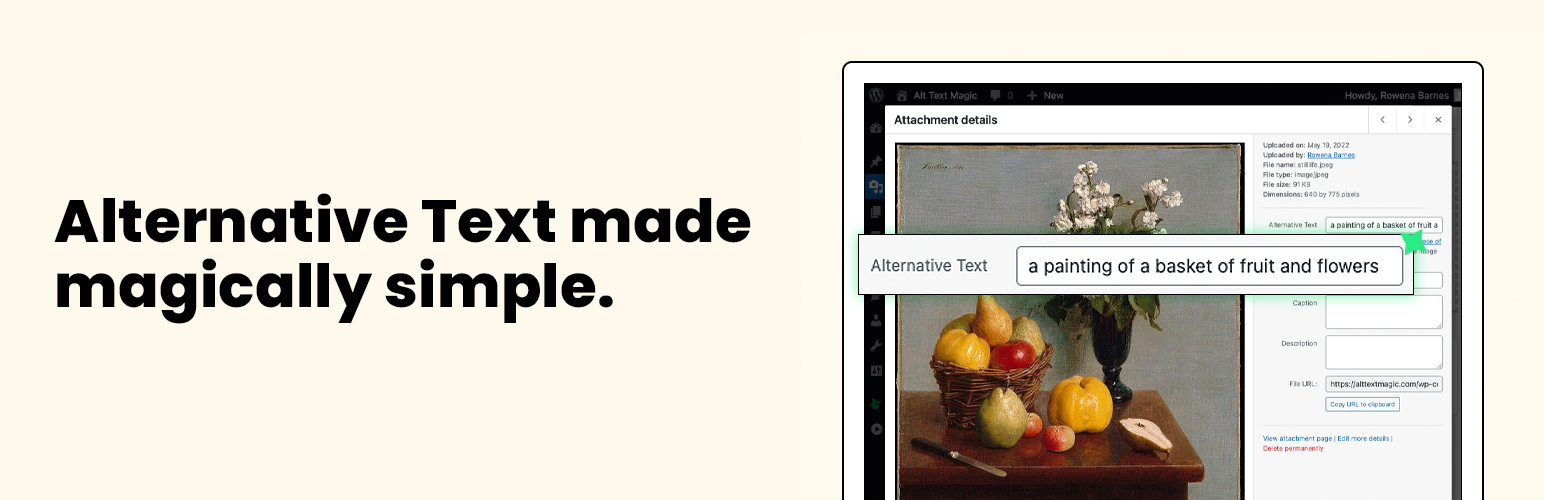 Alternative Text made
magically simple.
Alt Text Magic 0 New Howdy, Rowena Barnes
Attachment details
Uploaded on: May 19, 2022
Uploaded by: Rowena Barnes
File name: stilllife.jpeg
File type: image/jpeg
File size: 91 KB
Dimensions: 640 by 775 pixels
Alternative Text a painting of a basket of fruit a
ose of
image
Alternative Text a painting of a basket of fruit and flowers
Caption
Description
File URL: https://alttextmagic.com/wp-c
Copy URL to clipboard
View attachment page | Edit more details |
Delete permanently